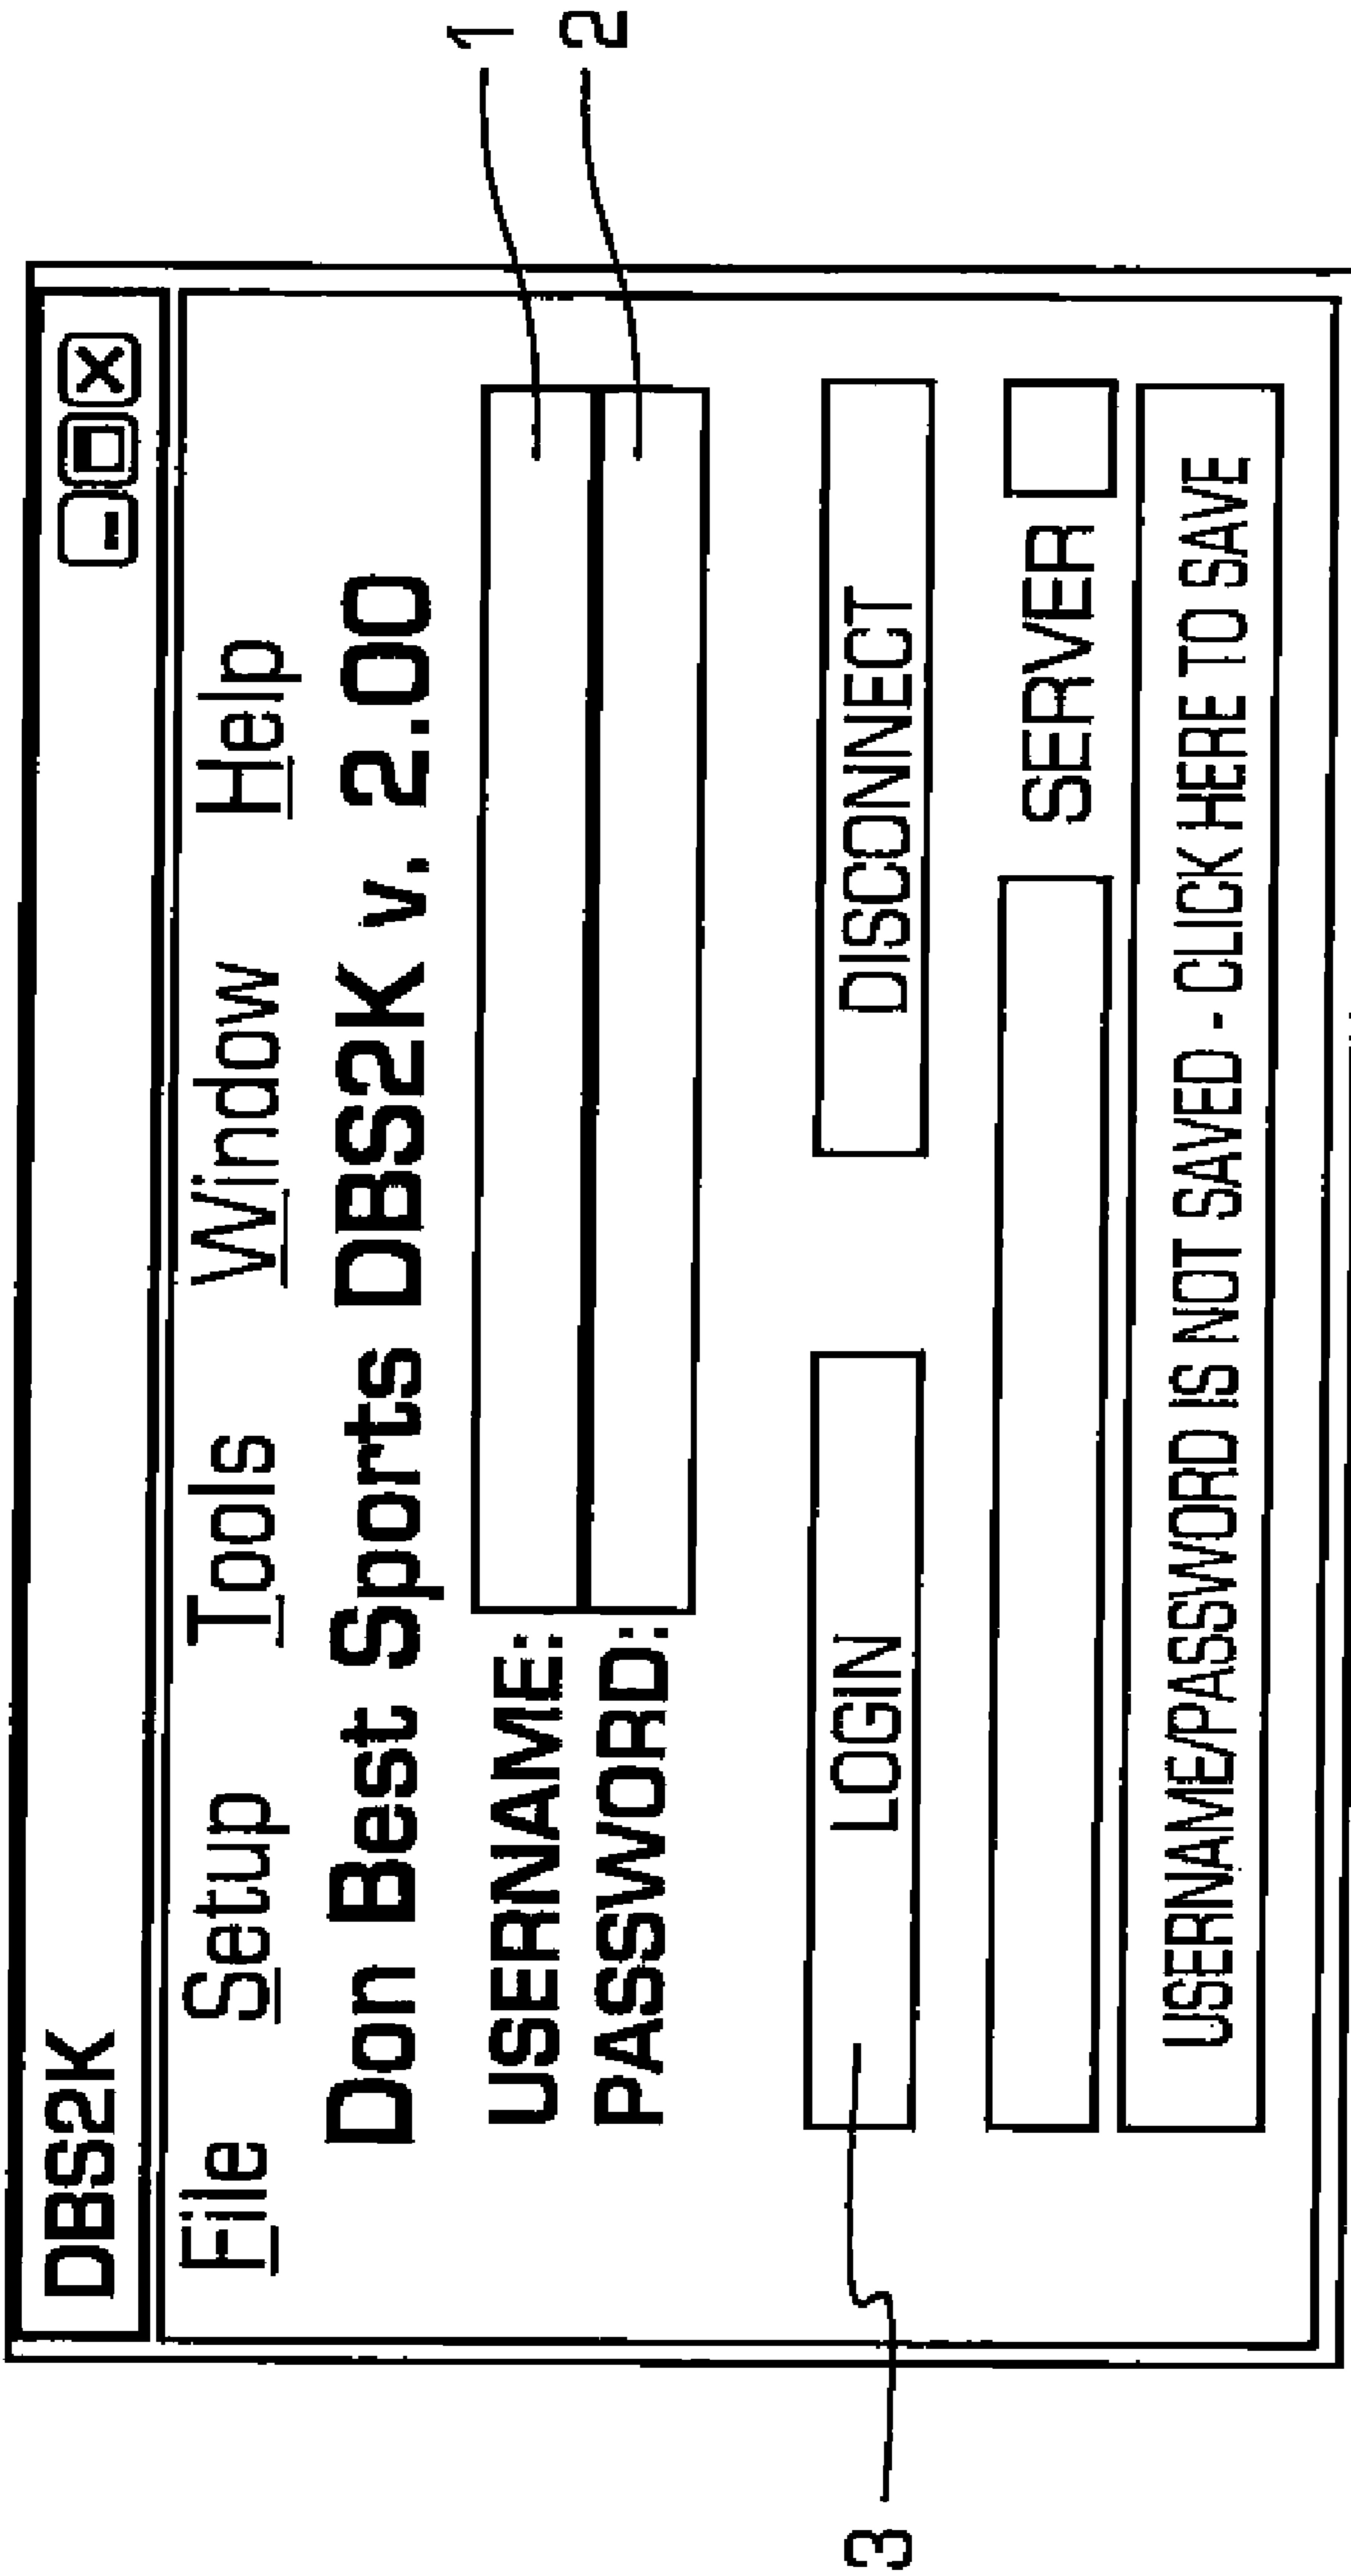 DBS2K
File Setup Tools Window Help
Don Best Sports DBS2K v. 2.00
USERNAME: 1
PASSWORD: 2
3 LOGIN DISCONNECT
SERVER
USERNAME/PASSWORD IS NOT SAVED - CLICK HERE TO SAVE